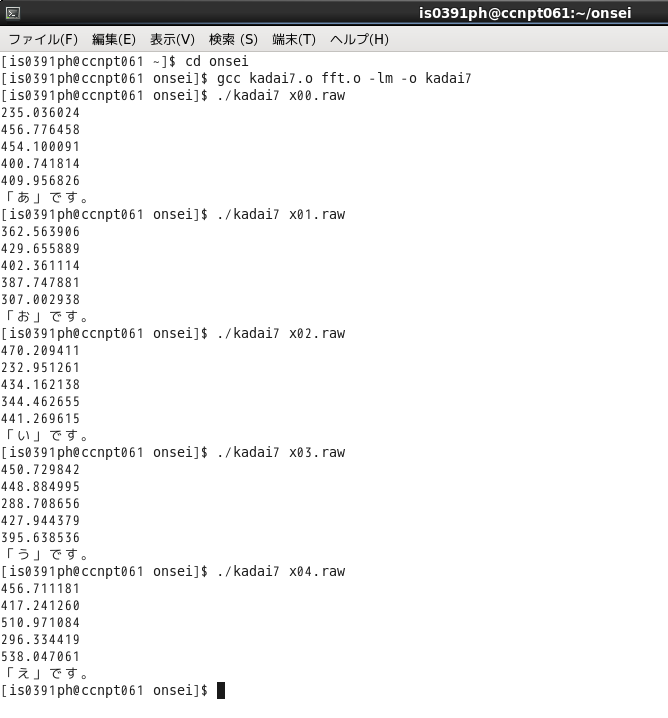 is0391ph@ccnpt061:~/onsei
ファイル(F) 編集(E) 表示(V) 検索 (S) 端末(T) ヘルプ(H)
[is0391ph@ccnpt061 ~]$ cd onsei
[is0391ph@ccnpt061 onsei]$ gcc kadai7.o fft.o -lm -o kadai7
[is0391ph@ccnpt061 onsei]$ ./kadai7 x00.raw
235.036024
456.776458
454.100091
400.741814
409.956826
「あ」です。
[is0391ph@ccnpt061 onsei]$ ./kadai7 x01.raw
362.563906
429.655889
402.361114
387.747881
307.002938
「お」です。
[is0391ph@ccnpt061 onsei]$ ./kadai7 x02.raw
470.209411
232.951261
434.162138
344.462655
441.269615
「い」です。
[is0391ph@ccnpt061 onsei]$ ./kadai7 x03.raw
450.729842
448.884995
288.708656
427.944379
395.638536
「う」です。
[is0391ph@ccnpt061 onsei]$ ./kadai7 x04.raw
456.711181
417.241260
510.971084
296.334419
538.047061
「え」です。
[is0391ph@ccnpt061 onsei]$